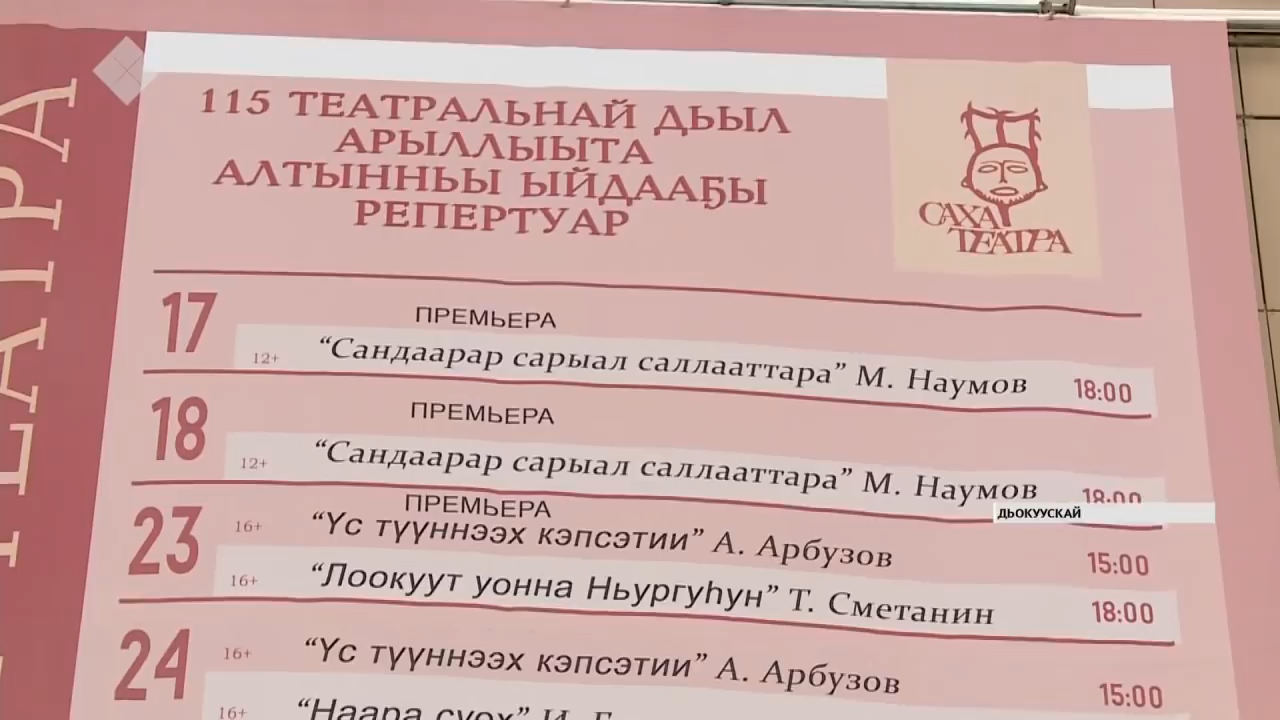 ТЕАТРА
115 ТЕАТРАЛЬНАЙ ДЬЫЛ
АРЫЛЛЫЫТА
АЛТЫННЬЫ ЫЙДААҔЫ
РЕПЕРТУАР
САХА
ТЕАТРА
17
ПРЕМЬЕРА
12+ “Сандаарар сарыал саллааттара” М. Наумов 18:00
18
ПРЕМЬЕРА
12+ “Сандаарар сарыал саллааттара” М. Наумов 18:00
ДЬОКУУСКАЙ
23
ПРЕМЬЕРА
16+ “Үс түүннээх кэпсэтии” А. Арбузов 15:00
16+ “Лоокуут уонна Ньургуһун” Т. Сметанин 18:00
24
16+ “Үс түүннээх кэпсэтии” А. Арбузов 15:00
16+ “Наара суох” И.